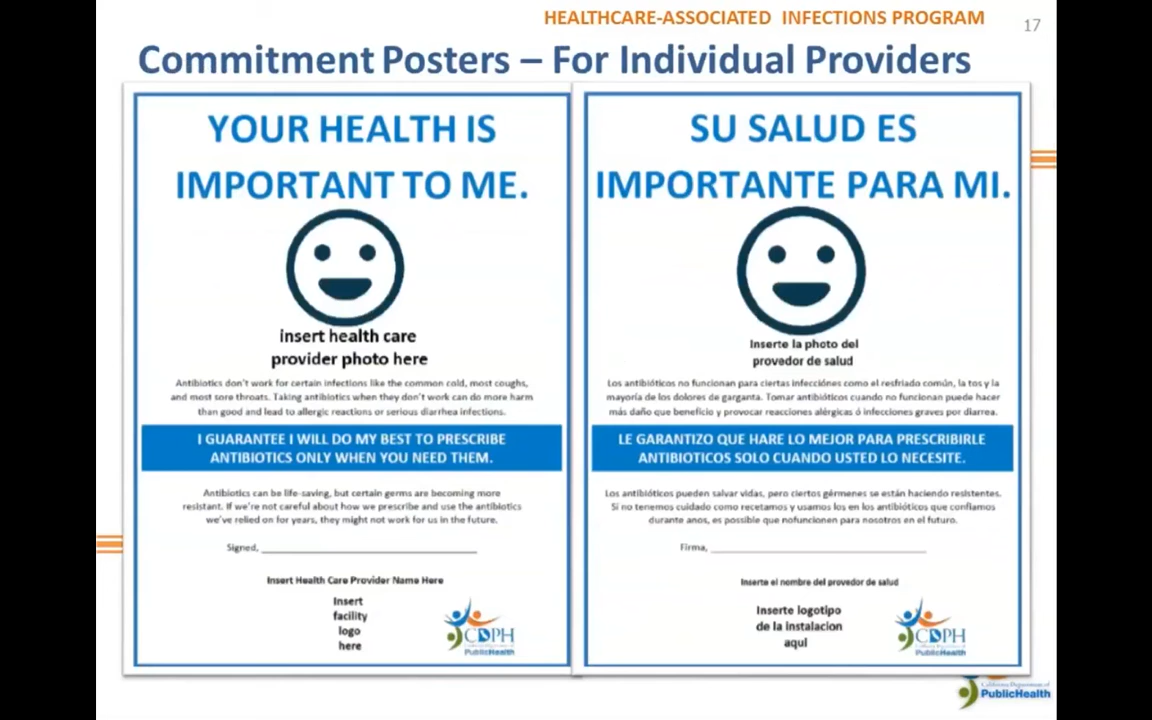 HEALTHCARE-ASSOCIATED INFECTIONS PROGRAM
17
Commitment Posters – For Individual Providers
YOUR HEALTH IS
IMPORTANT TO ME.
insert health care
provider photo here
Antibiotics don't work for certain infections like the common cold, most coughs,
and most sore throats. Taking antibiotics when they don't work can do more harm
than good and lead to allergic reactions or serious diarrhea infections.
I GUARANTEE I WILL DO MY BEST TO PRESCRIBE
ANTIBIOTICS ONLY WHEN YOU NEED THEM.
Antibiotics can be life-saving, but certain germs are becoming more
resistant. If we're not careful about how we prescribe and use the antibiotics
we've relied on for years, they might not work for us in the future.
Signed,
Insert Health Care Provider Name Here
Insert
facility
logo
here
CDPH
PublicHealth
SU SALUD ES
IMPORTANTE PARA MI.
Inserte la photo del
provedor de salud
Los antibióticos no funcionan para ciertas infecciónes como el resfriado común, la tos y la
mayoría de los dolores de garganta. Tomar antibióticos cuando no funcionan puede hacer
más daño que beneficio y provocar reacciones alérgicas ó infecciones graves por diarrea.
LE GARANTIZO QUE HARE LO MEJOR PARA PRESCRIBIRLE
ANTIBIOTICOS SOLO CUANDO USTED LO NECESITE.
Los antibióticos pueden salvar vidas, pero ciertos gérmenes se están haciendo resistentes.
Si no tenemos cuidado como recetamos y usamos los en los antibióticos que confiamos
durante anos, es possible que nofuncionen para nosotros en el futuro.
Firma,
Inserte el nombre del provedor de salud
Inserte logotipo
de la instalacion
aquI
CDPH
PublicHealth
California Department of
PublicHealth